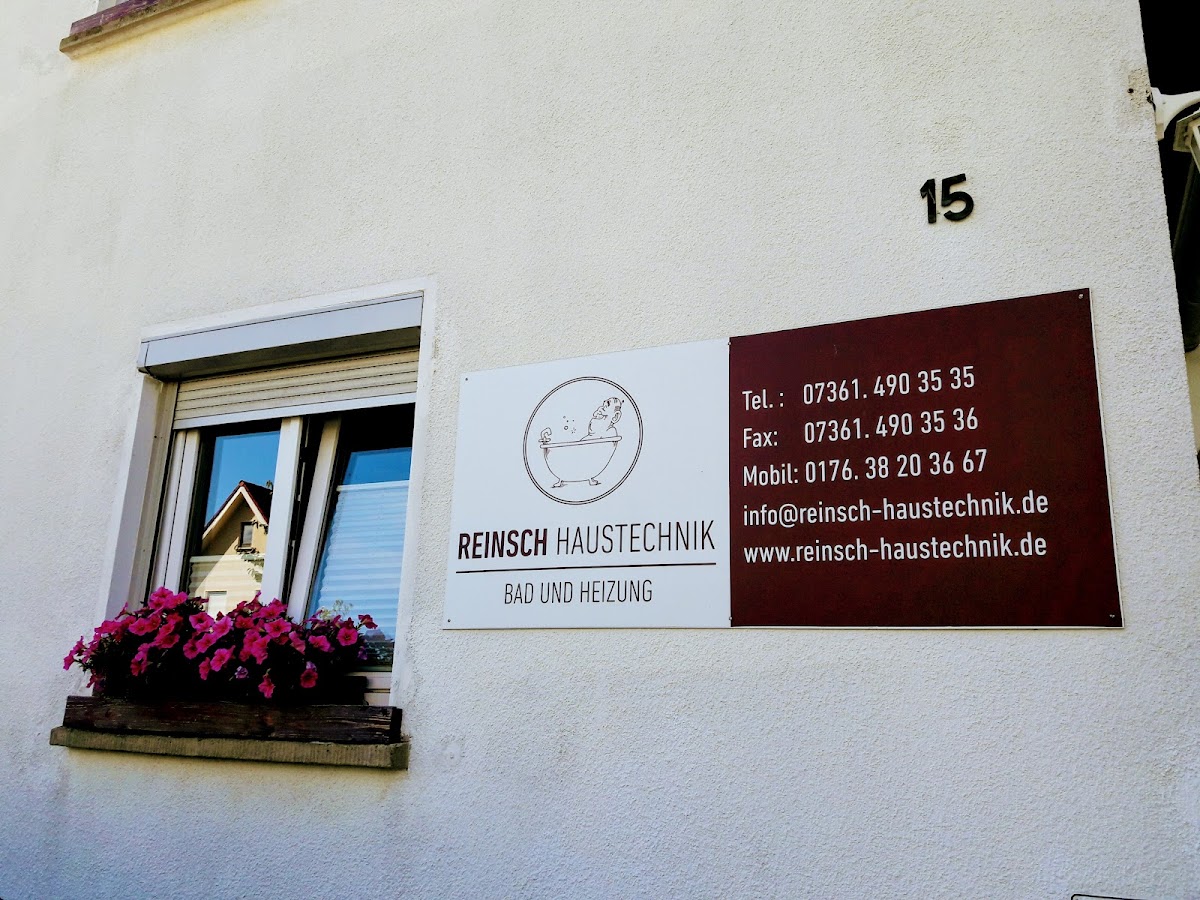 15
REINSCH HAUSTECHNIK
BAD UND HEIZUNG
Tel. : 07361. 490 35 35
Fax: 07361. 490 35 36
Mobil: 0176. 38 20 36 67
info@reinsch-haustechnik.de
www.reinsch-haustechnik.de